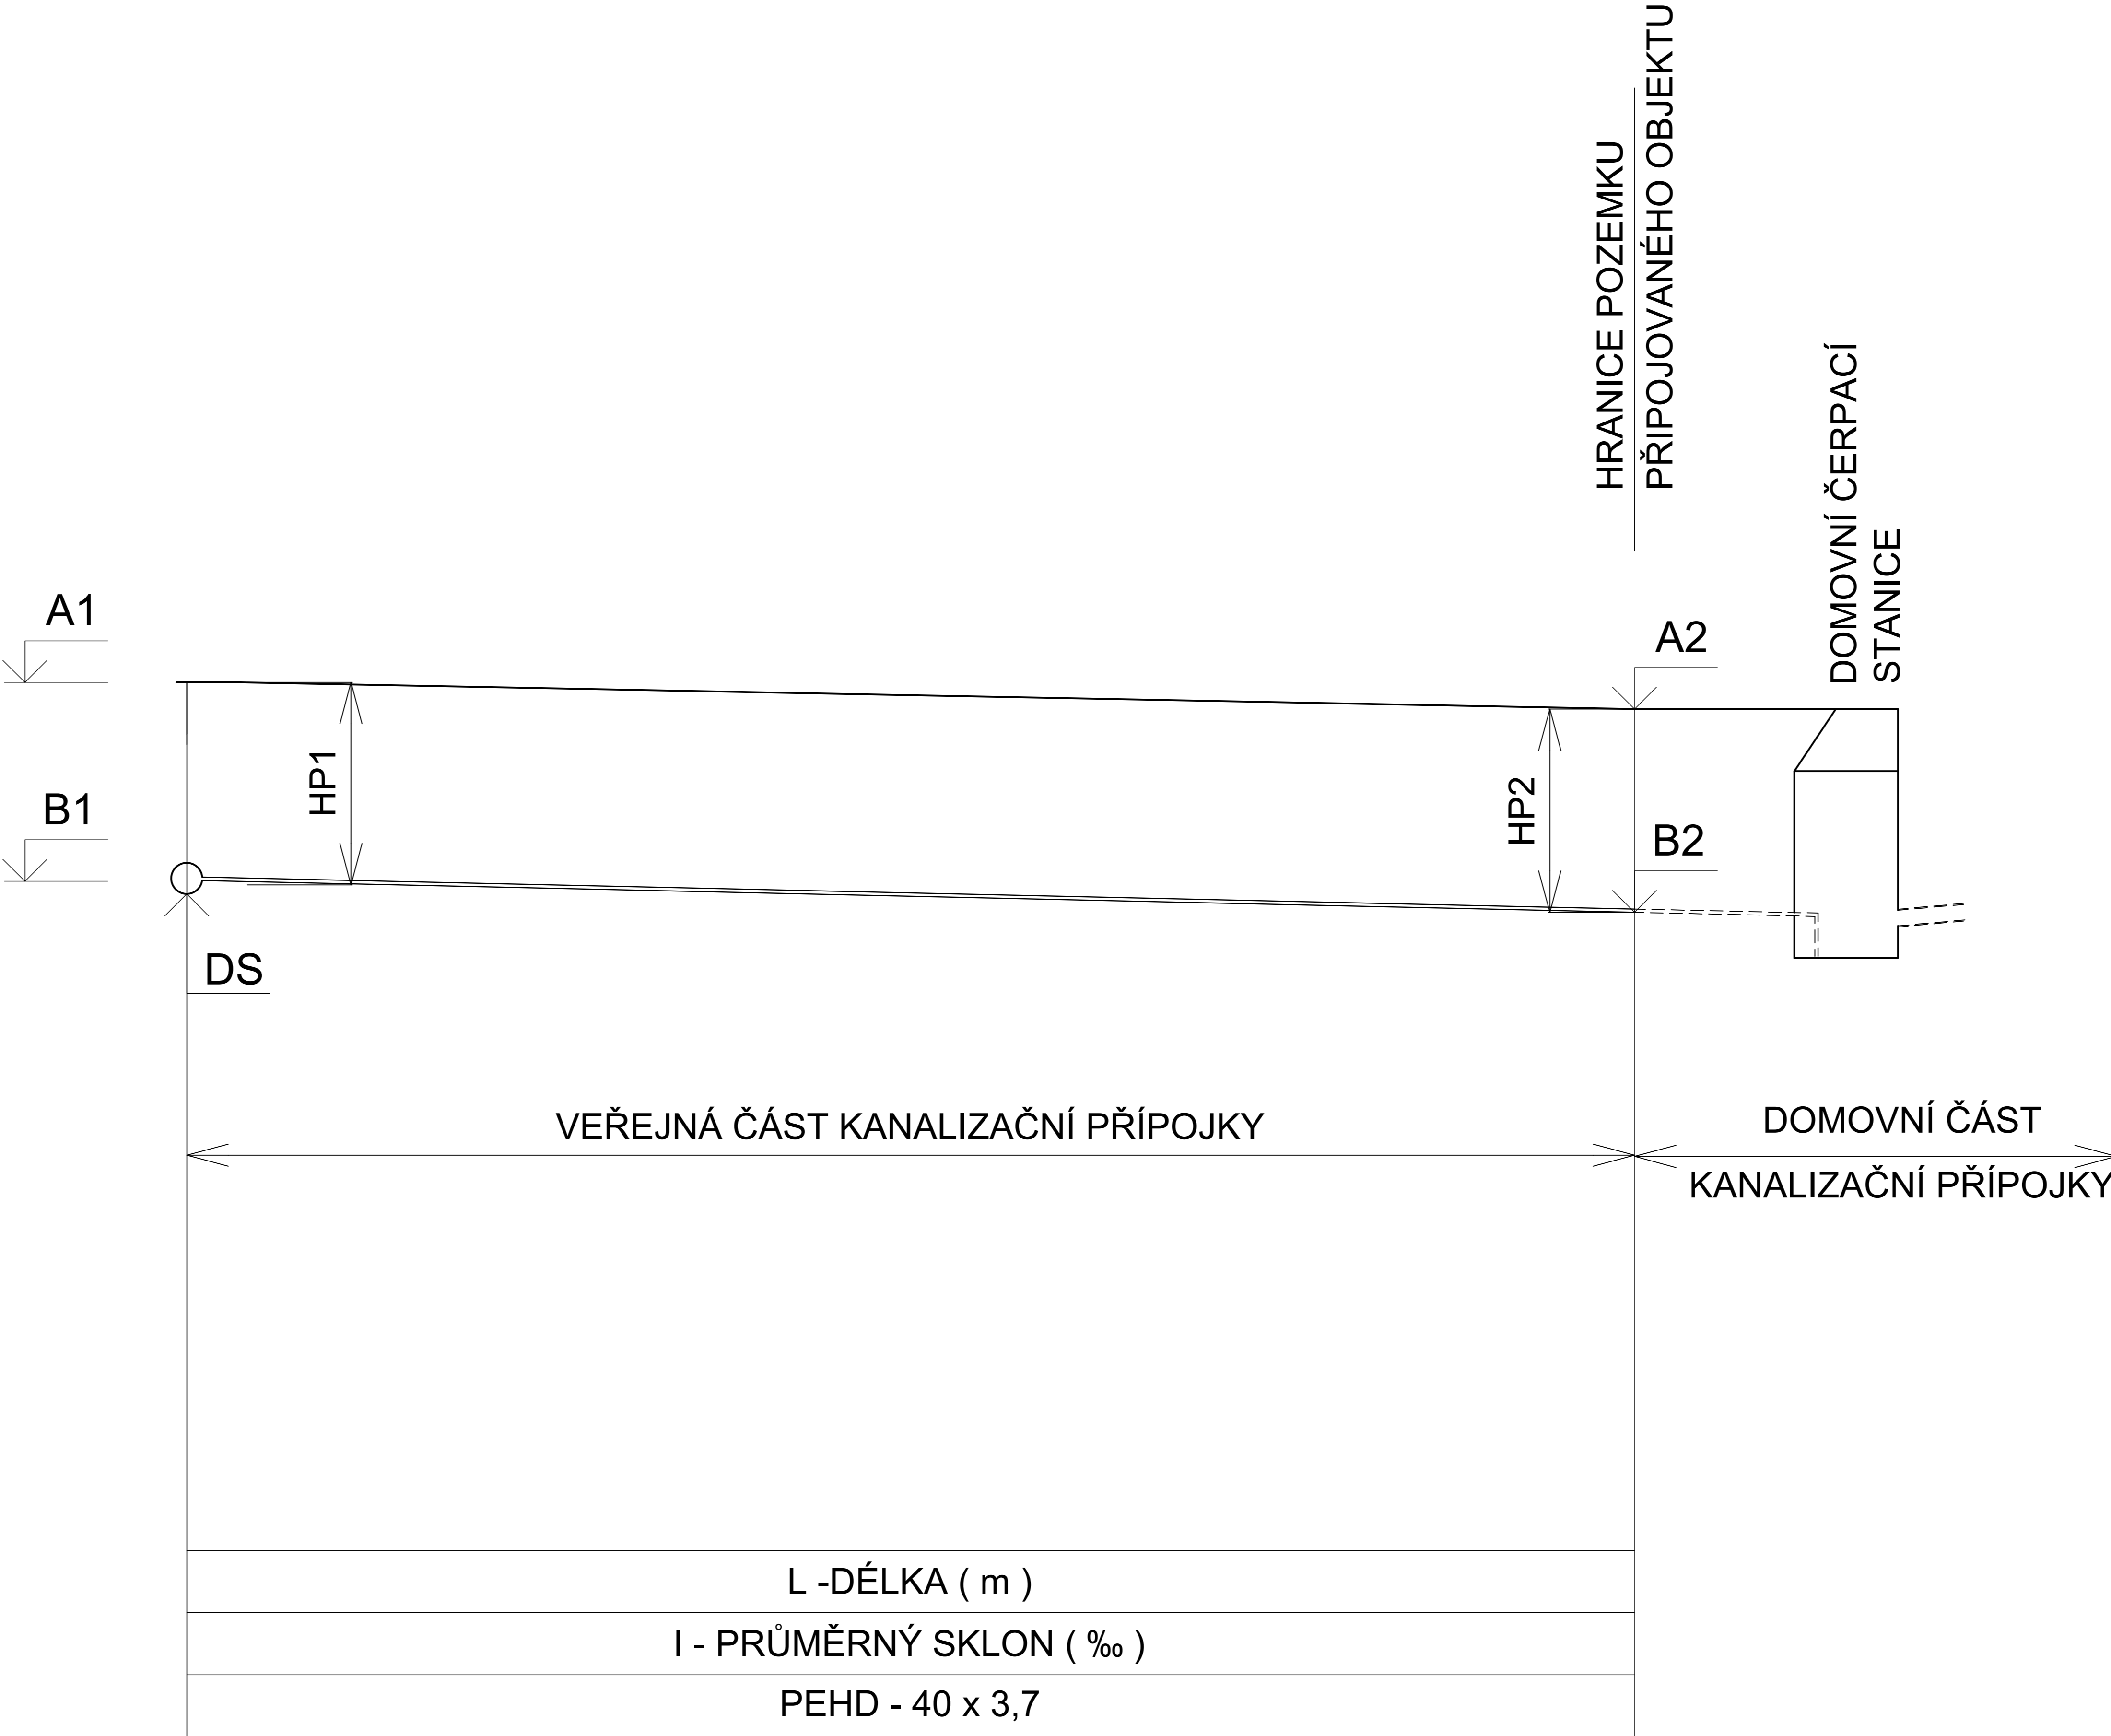 HRANICE POZEMKU
PŘIPOJOVANÉHO OBJEKTU
DOMOVNÍ ČERPACÍ
STANICE
A1
A2
HP1
HP2
B1
B2
DS
VEŘEJNÁ ČÁST KANALIZAČNÍ PŘÍPOJKY
DOMOVNÍ ČÁST
KANALIZAČNÍ PŘÍPOJKY
L -DÉLKA ( m )
I - PRŮMĚRNÝ SKLON ( ‰ )
PEHD - 40 x 3,7